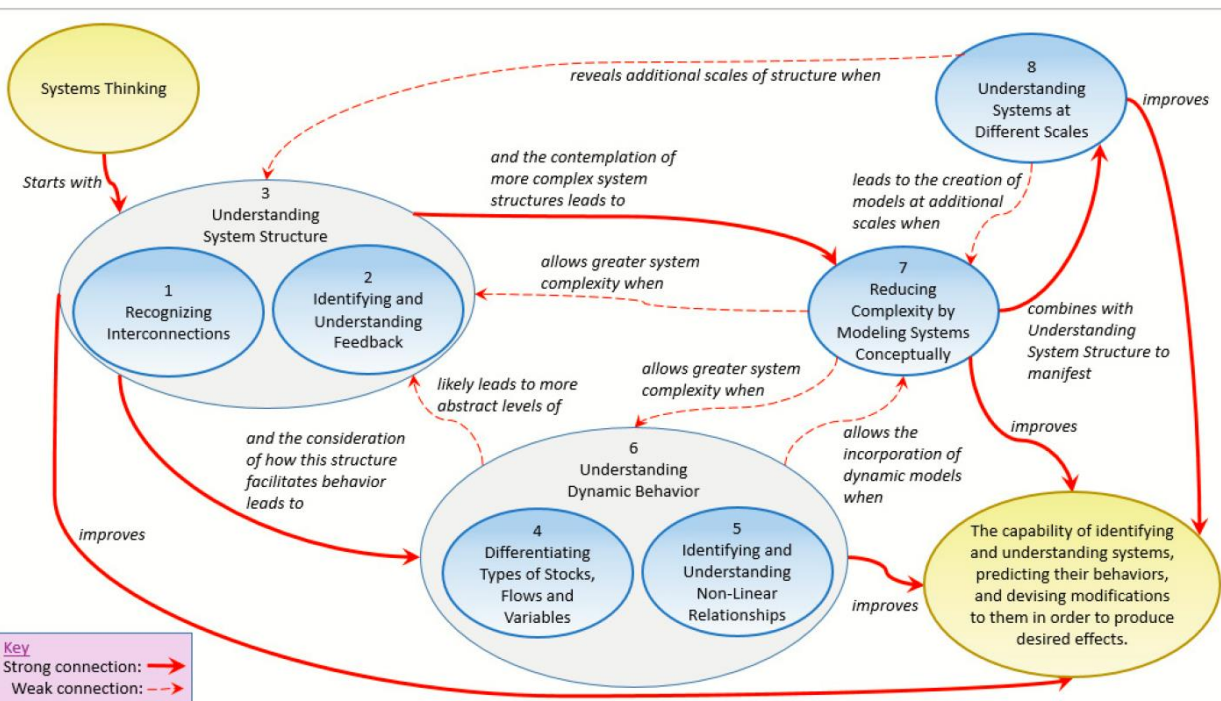 Systems Thinking
Starts with
reveals additional scales of structure when
8
Understanding
Systems at
Different Scales
improves
3
Understanding
System Structure
1
Recognizing
Interconnections
2
Identifying and
Understanding
Feedback
and the contemplation of
more complex system
structures leads to
leads to the creation of
models at additional
scales when
allows greater system
complexity when
7
Reducing
Complexity by
Modeling Systems
Conceptually
combines with
Understanding
System Structure to
manifest
likely leads to more
abstract levels of
allows greater system
complexity when
and the consideration
of how this structure
facilitates behavior
leads to
allows the
incorporation of
dynamic models
when
improves
improves
6
Understanding
Dynamic Behavior
4
Differentiating
Types of Stocks,
Flows and
Variables
5
Identifying and
Understanding
Non-Linear
Relationships
improves
The capability of identifying
and understanding systems,
predicting their behaviors,
and devising modifications
to them in order to produce
desired effects.
Key
Strong connection:
Weak connection: